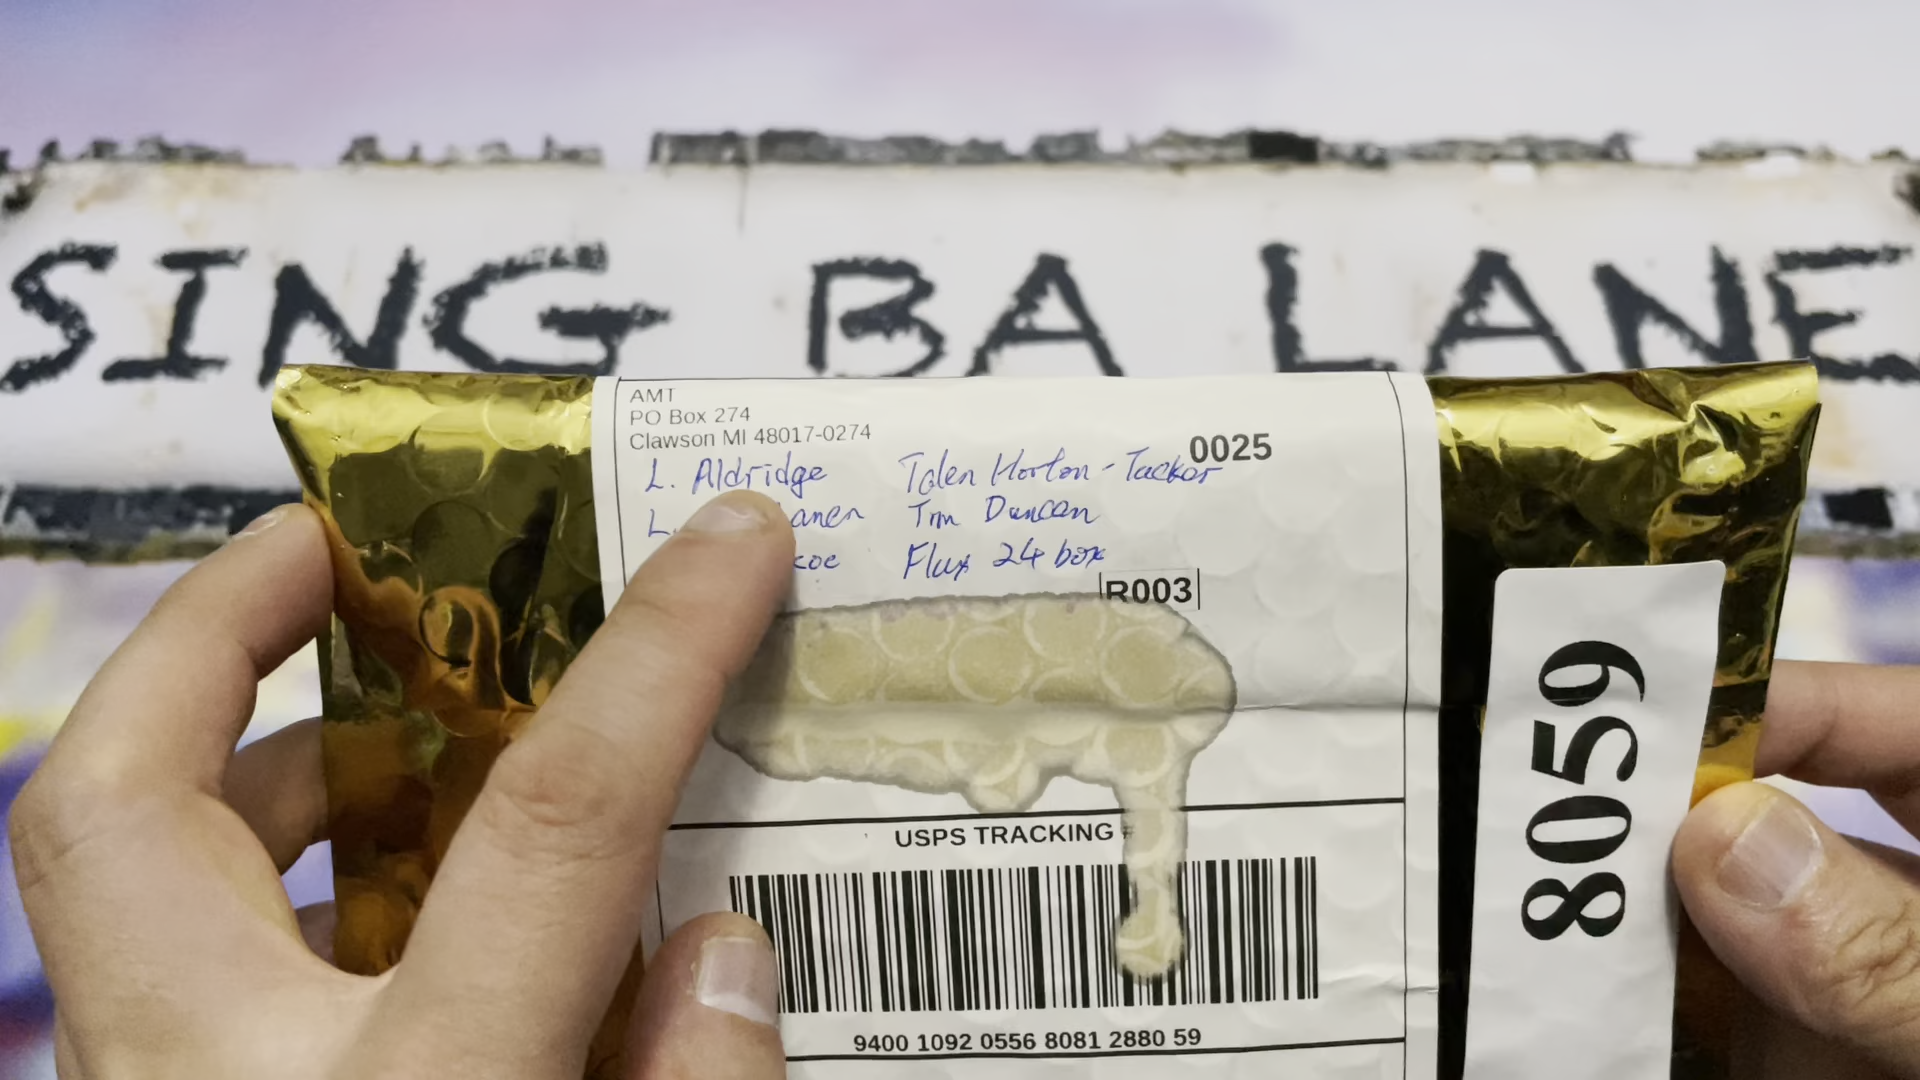 SING BA LANE
AMT
PO Box 274
Clawson MI 48017-0274
0025
L. Aldridge Talen Horton-Tucker
L. Tim Duncan
Flux 24 box
R003
USPS TRACKING #
9400 1092 0556 8081 2880 59
8059